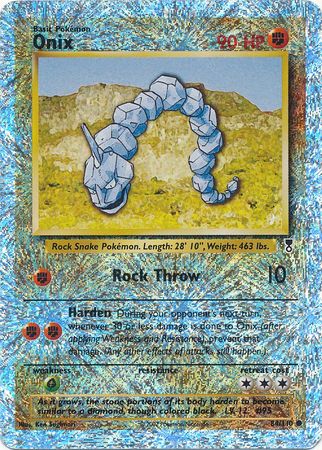 Basic Pokémon
Onix
90 HP
Rock Snake Pokémon. Length: 28' 10", Weight: 463 lbs.
Rock Throw 10
Harden During your opponent's next turn,
whenever 30 or less damage is done to Onix (after
applying Weakness and Resistance), prevent that
damage. (Any other effects of attacks still happen.)
weakness resistance retreat cost
As it grows, the stone portions of its body harden to become
similar to a diamond, though colored black. LV. 12 #95
Illus. Ken Sugimori
84/110